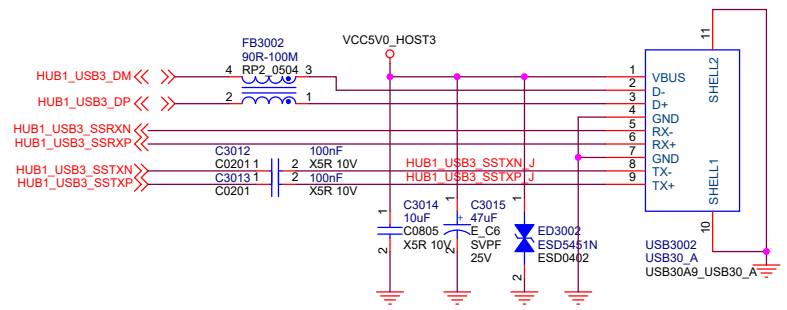 FB3002
90R-100M
RP2_0504
VCC5V0_HOST3
HUB1_USB3_DM
4
3
HUB1_USB3_DP
2
1
HUB1_USB3_SSRXN
HUB1_USB3_SSRXP
C3012
100nF
HUB1_USB3_SSTXN
C0201
1
2
X5R 10V
HUB1_USB3_SSTXN_J
HUB1_USB3_SSTXP
C3013
1
2
100nF
HUB1_USB3_SSTXP_J
C0201
X5R 10V
1
C3014
10uF
C0805
X5R 10V
2
1
C3015
+
47uF
E_C6
SVPF
25V
2
1
ED3002
ESD5451N
ESD0402
2
11
SHELL2
1
VBUS
2
D-
3
D+
4
GND
5
RX-
6
RX+
7
GND
8
TX-
9
TX+
SHELL1
10
USB3002
USB30_A
USB30A9_USB30_A